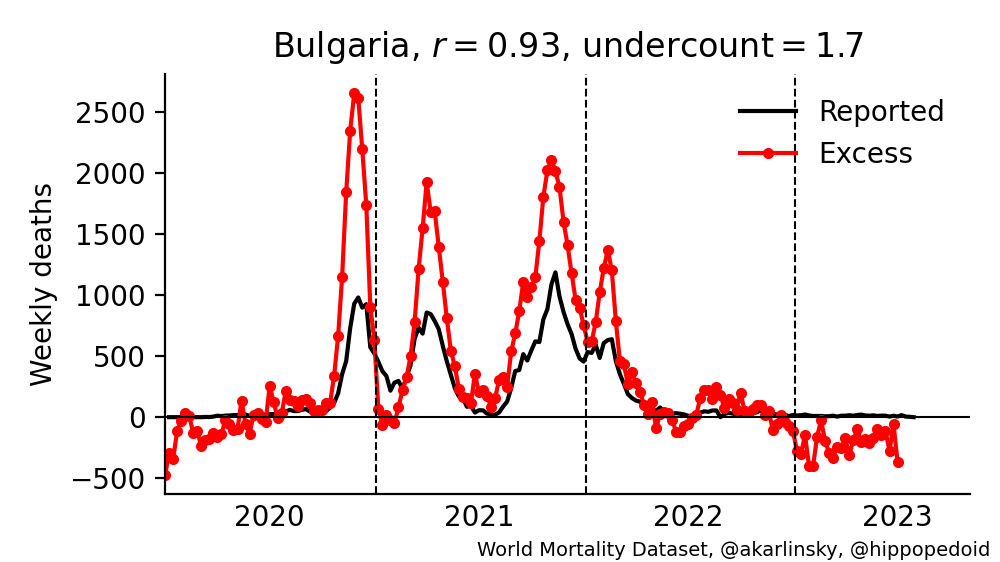 Bulgaria, r = 0.93, undercount = 1.7
Weekly deaths
2500
2000
1500
1000
500
0
−500
Reported
Excess
2020 2021 2022 2023
World Mortality Dataset, @akarlinsky, @hippopedoid